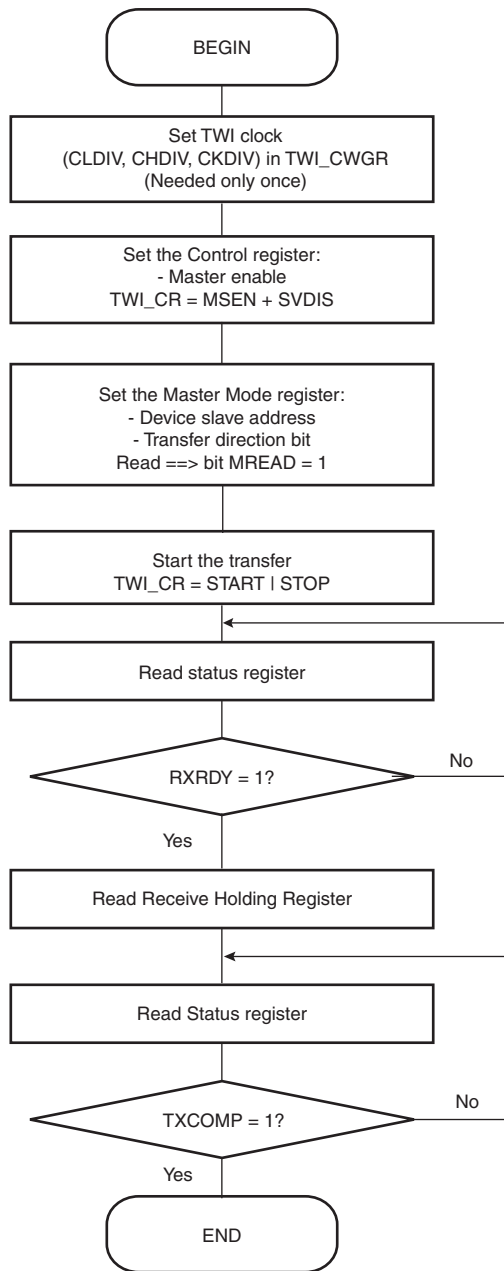 BEGIN
Set TWI clock
(CLDIV, CHDIV, CKDIV) in TWI_CWGR
(Needed only once)
Set the Control register:
- Master enable
TWI_CR = MSEN + SVDIS
Set the Master Mode register:
- Device slave address
- Transfer direction bit
Read ==> bit MREAD = 1
Start the transfer
TWI_CR = START | STOP
Read status register
RXRDY = 1?
No
Yes
Read Receive Holding Register
Read Status register
TXCOMP = 1?
No
Yes
END